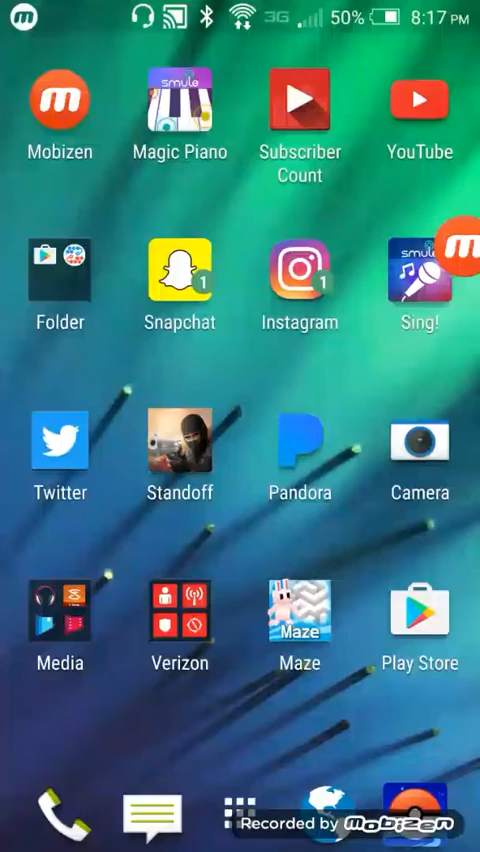 3G 50% 8:17 PM
smule
Mobizen Magic Piano Subscriber Count YouTube
1 1 smule
Folder Snapchat Instagram Sing!
Twitter Standoff Pandora Camera
Maze
Media Verizon Maze Play Store
Recorded by Mobizen